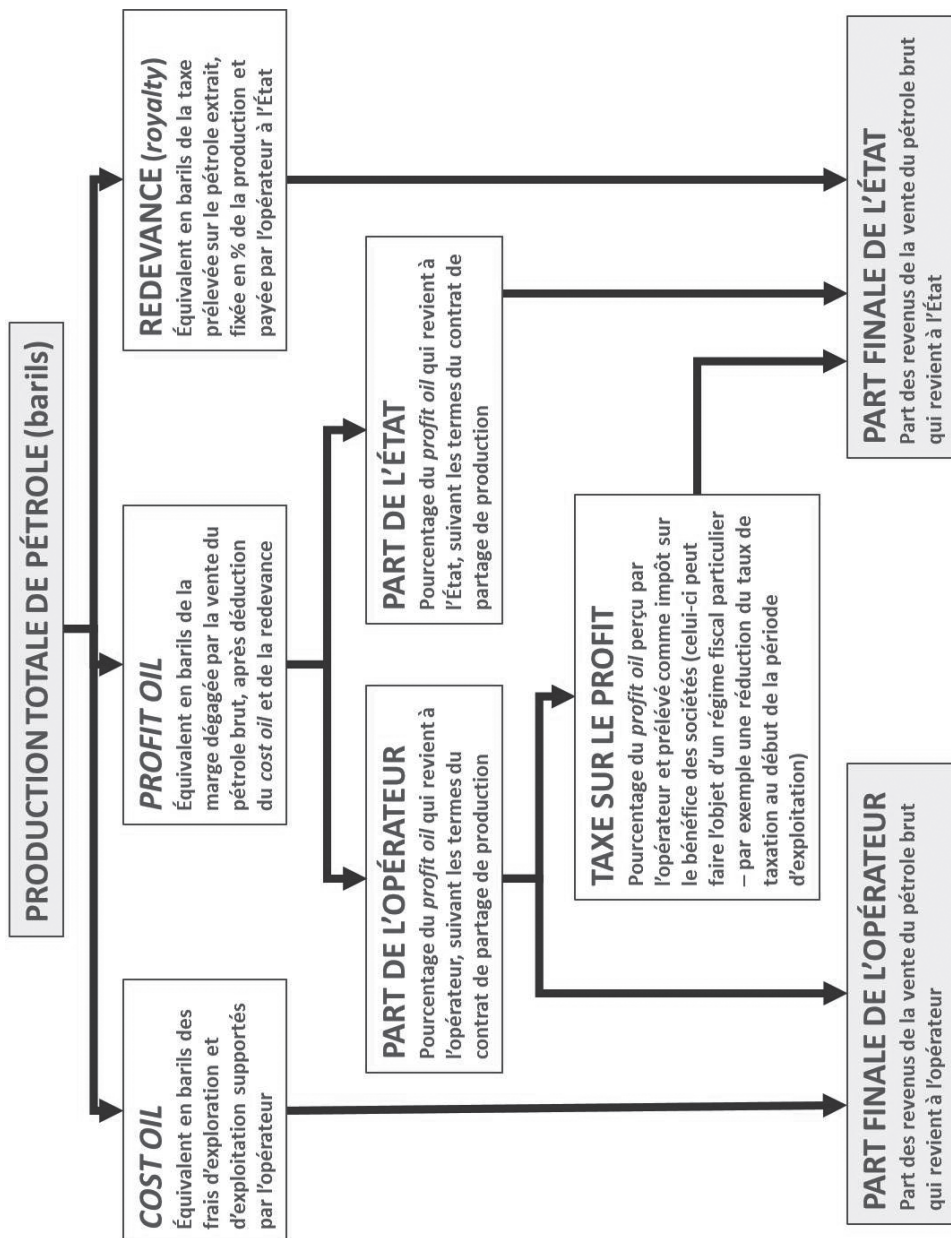 PRODUCTION TOTALE DE PÉTROLE (barils)
COST OIL
Équivalent en barils des
frais d'exploration et
d'exploitation supportés
par l'opérateur
PROFIT OIL
Équivalent en barils de la
marge dégagée par la vente du
pétrole brut, après déduction
du cost oil et de la redevance
REDEVANCE (royalty)
Équivalent en barils de la taxe
prélevée sur le pétrole extrait,
fixée en % de la production et
payée par l'opérateur à l'État
PART DE L'OPÉRATEUR
Pourcentage du profit oil qui revient à
l'opérateur, suivant les termes du
contrat de partage de production
PART DE L'ÉTAT
Pourcentage du profit oil qui revient à
l'État, suivant les termes du contrat de
partage de production
TAXE SUR LE PROFIT
Pourcentage du profit oil perçu par
l'opérateur et prélévé comme impôt sur
le bénéfice des sociétés (celui-ci peut
faire l'objet d'un régime fiscal particulier
– par exemple une réduction du taux de
taxation au début de la période
d'exploitation)
PART FINALE DE L'OPÉRATEUR
Part des revenus de la vente du pétrole brut
qui revient à l'opérateur
PART FINALE DE L'ÉTAT
Part des revenus de la vente du pétrole brut
qui revient à l'État